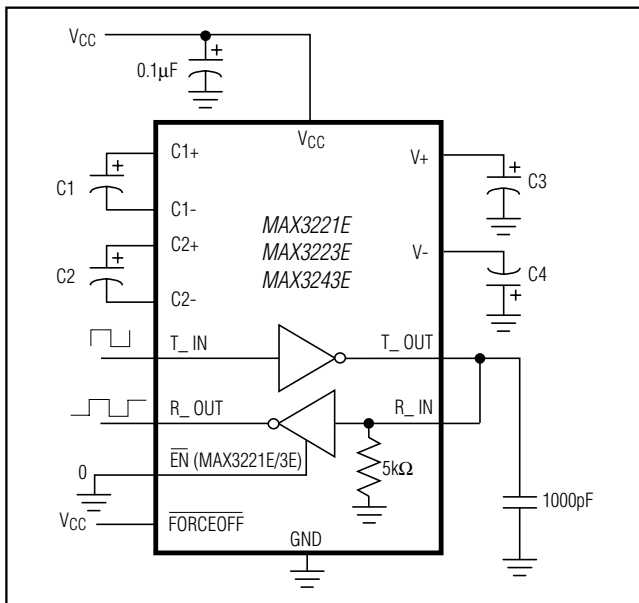 VCC
0.1µF
VCC
C1+
C1
C1-
C2+
C2
C2-
MAX3221E
MAX3223E
MAX3243E
V+
C3
V-
C4
T_ IN
T_ OUT
R_ OUT
R_ IN
EN (MAX3221E/3E)
0
5kΩ
1000pF
VCC
FORCEOFF
GND